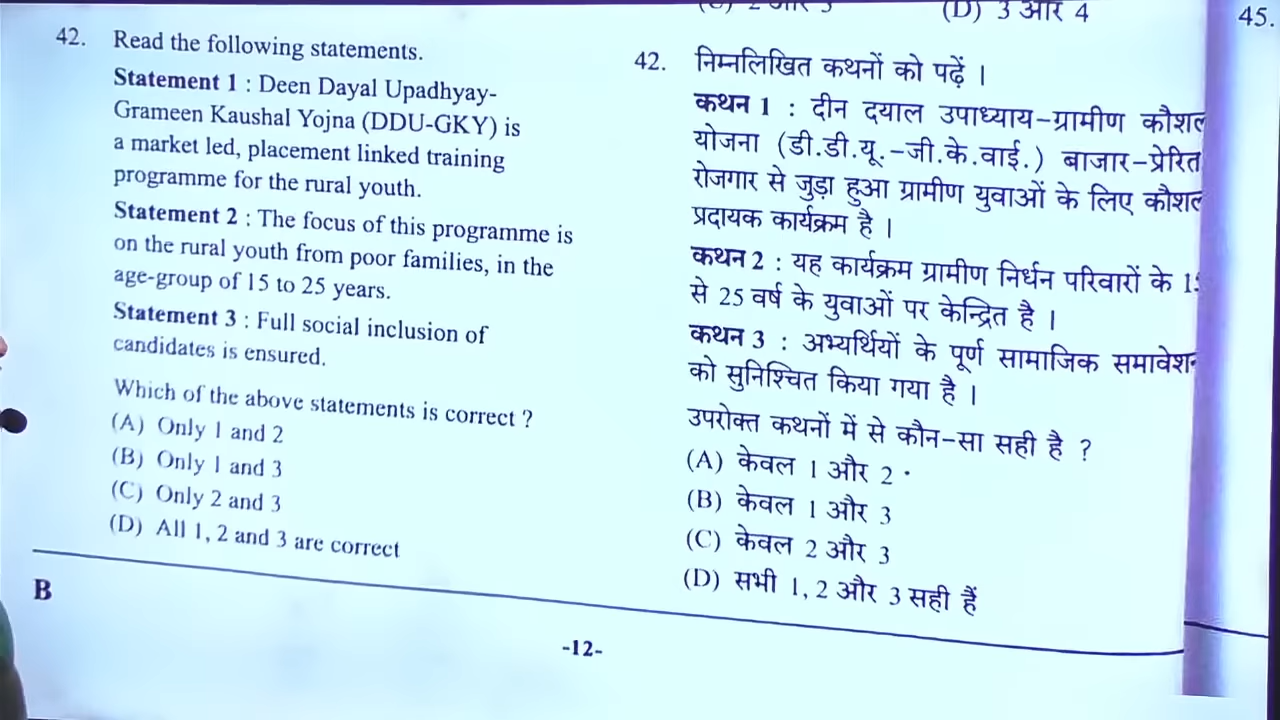 (D) 3 और 4
45.
42. Read the following statements.
Statement 1 : Deen Dayal Upadhyay-
Grameen Kaushal Yojna (DDU-GKY) is
a market led, placement linked training
programme for the rural youth.
Statement 2 : The focus of this programme is
on the rural youth from poor families, in the
age-group of 15 to 25 years.
Statement 3 : Full social inclusion of
candidates is ensured.
Which of the above statements is correct ?
(A) Only 1 and 2
(B) Only 1 and 3
(C) Only 2 and 3
(D) All 1, 2 and 3 are correct
B
42. निम्नलिखित कथनों को पढ़ें ।
कथन 1 : दीन दयाल उपाध्याय-ग्रामीण
योजना (डी.डी.यू.-जी.के.वाई.) बाजार-प्रेरित
रोजगार से जुड़ा हुआ ग्रामीण युवाओं के लिए
प्रदायक कार्यक्रम है ।
कथन 2 : यह कार्यक्रम ग्रामीण निर्धन परिवारों के
से 25 वर्ष के युवाओं पर केन्द्रित है ।
कथन 3 : अभ्यर्थियों के पूर्ण सामाजिक
को सुनिश्चित किया गया है ।
उपरोक्त कथनों में से कौन-सा सही है ?
(A) केवल 1 और 2
(B) केवल 1 और 3
(C) केवल 2 और 3
(D) सभी 1, 2 और 3 सही हैं
-12-